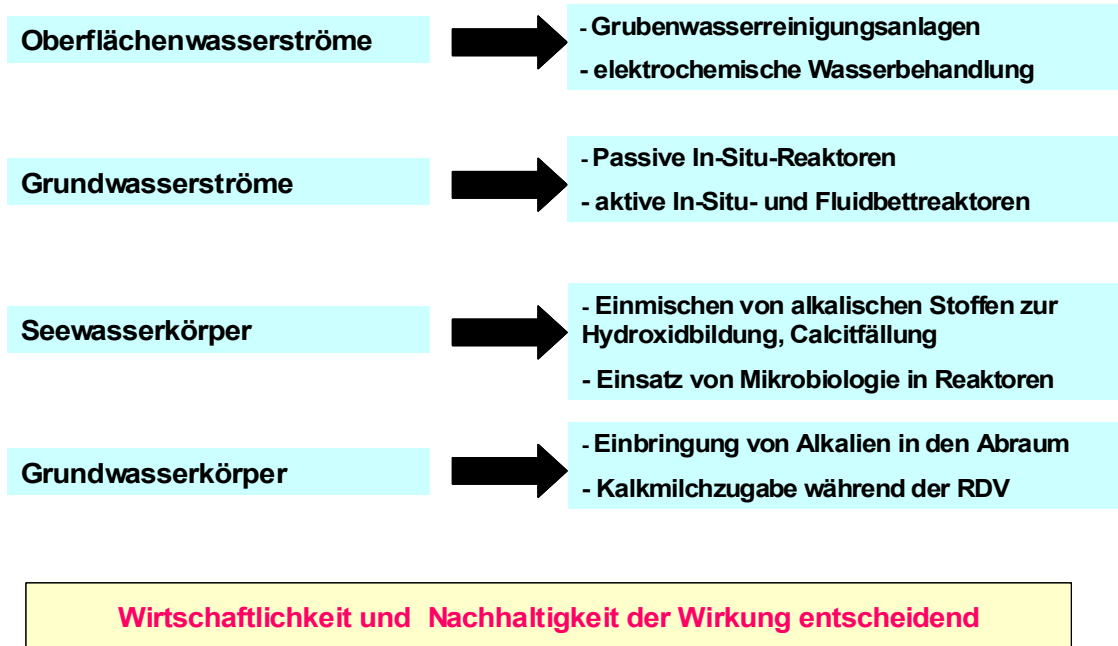 Oberflächenwasserströme
- Grubenwasserreinigungsanlagen
- elektrochemische Wasserbehandlung
Grundwasserströme
- Passive In-Situ-Reaktoren
- aktive In-Situ- und Fluidbettreaktoren
Seewasserkörper
- Einmischen von alkalischen Stoffen zur
Hydroxidbildung, Calcitfällung
- Einsatz von Mikrobiologie in Reaktoren
Grundwasserkörper
- Einbringung von Alkalien in den Abraum
- Kalkmilchzugabe während der RDV
Wirtschaftlichkeit und Nachhaltigkeit der Wirkung entscheidend